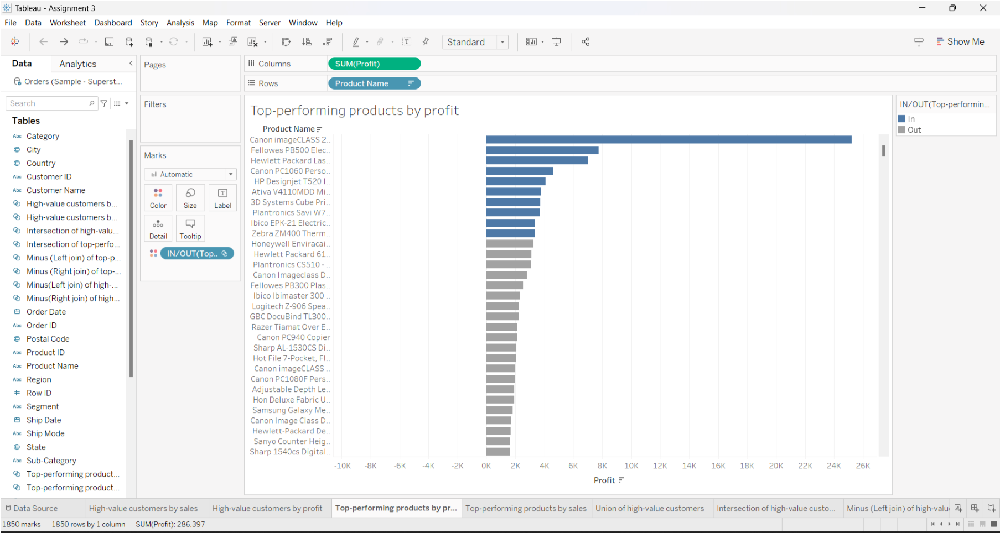 Tableau - Assignment 3
File Data Worksheet Dashboard Story Analysis Map Format Server Window Help
Standard
Show Me
Data Analytics
Orders (Sample - Superst...
Search
Tables
Abc Category
City
Country
Abc Customer ID
Abc Customer Name
High-value customers b...
High-value customers b...
Intersection of high-valu...
Intersection of top-perfo...
Minus (Left join) of top-p...
Minus (Right join) of top-...
Minus(Left join) of high-...
Minus(Right join) of high...
Order Date
Abc Order ID
Postal Code
Abc Product ID
Abc Product Name
Abc Region
# Row ID
Abc Segment
Ship Date
Abc Ship Mode
State
Abc Sub-Category
Top-performing product...
Top-performing product...
Pages
Filters
Marks
Automatic
Color Size Label
Detail Tooltip
IN/OUT(Top..
Columns SUM(Profit)
Rows Product Name
Top-performing products by profit
Product Name
Canon imageCLASS 2..
Fellowes PB500 Elec..
Hewlett Packard Las..
Canon PC1060 Perso..
HP Designjet T520 I..
Ativa V4110MDD Mi..
3D Systems Cube Pri..
Plantronics Savi W7..
Ibico EPK-21 Electric..
Zebra ZM400 Therm..
Honeywell Enviracai..
Hewlett Packard 61..
Plantronics CS510 - ..
Canon Imageclass D..
Fellowes PB300 Plas..
Ibico Ibimaster 300 ..
Logitech Z-906 Spea..
GBC DocuBind TL300..
Razer Tiamat Over E..
Canon PC940 Copier
Sharp AL-1530CS Di..
Hot File 7-Pocket, Fl..
Canon imageCLASS ..
Canon PC1080F Pers..
Adjustable Depth Le..
Hon Deluxe Fabric U..
Samsung Galaxy Me..
Canon Image Class D..
Hewlett-Packard De..
Sanyo Counter Heig..
Sharp 1540cs Digital..
-10K -8K -6K -4K -2K 0K 2K 4K 6K 8K 10K 12K 14K 16K 18K 20K 22K 24K 26K
Profit
IN/OUT(Top-performin...
In
Out
Data Source High-value customers by sales High-value customers by profit Top-performing products by pr... Top-performing products by sales Union of high-value customers Intersection of high-value custo... Minus (Left join) of high-valu
1850 marks 1850 rows by 1 column SUM(Profit): 286,397